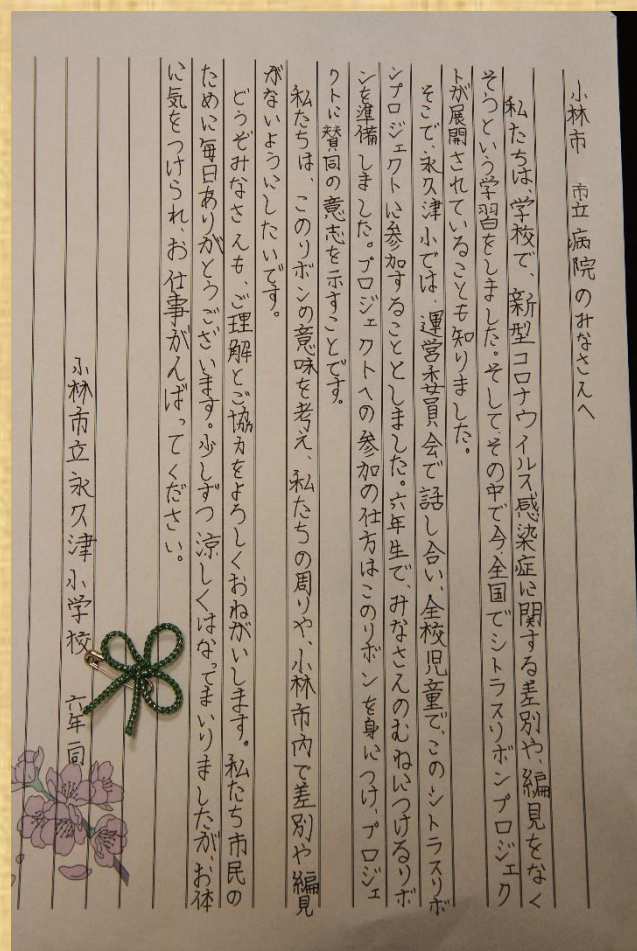 小林市 市立病院のみなさんへ
私たちは、学校で、新型コロナウイルス感染症に関する差別や、編見をなく
そうという学習をしました。そして、その中で今、全国でシトラスリボンプロジェク
トが展開されていることも知りました。
そこで、永久津小では、運営委員会で話し合い、全校児童で、このシトラスリボ
ンプロジェクトに参加することとしました。六年生で、みなさんのむねにつけるリボ
ンを準備しました。プロジェクトへの参加の仕方はこのリボンを身につけ、プロジェ
クトに賛同の意志を示すことです。
私たちは、このリボンの意味を考え、私たちの周りや、小林市内で差別や編見
がないようにしたいです。
どうぞみなさんも、ご理解とご協力をよろしくおねがいします。私たち市民の
ために毎日ありがとうございます。少しずつ涼しくはなってまいりましたが、お体
に気をつけられ、お仕事がんばってください。
小林市立永久津小学校 六年一同